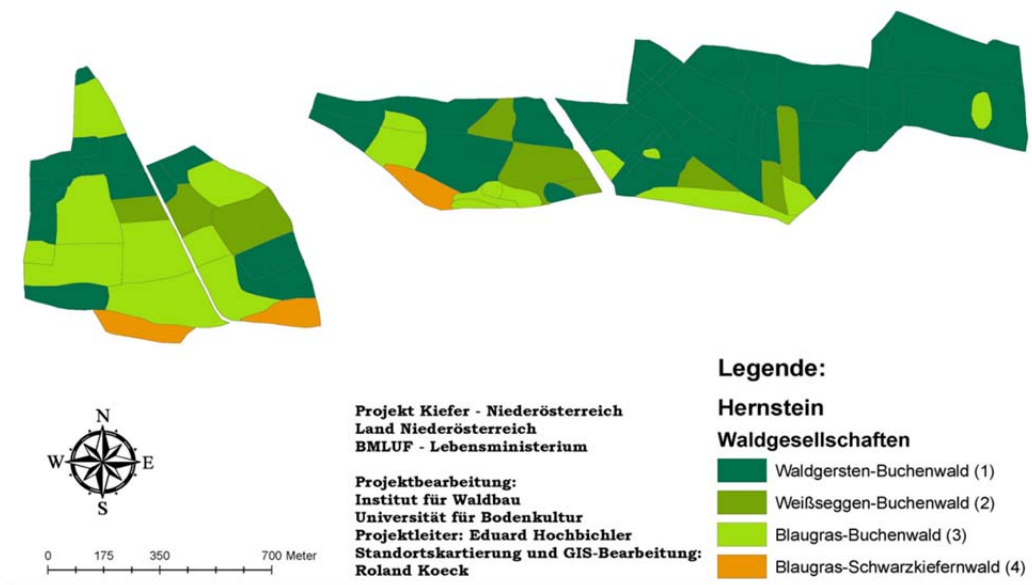 Legende:
Hernstein
Waldgesellschaften
Waldgersten-Buchenwald (1)
Weißseggen-Buchenwald (2)
Blaugras-Buchenwald (3)
Blaugras-Schwarzkiefernwald (4)
Projekt Kiefer - Niederösterreich
Land Niederösterreich
BMLUF - Lebensministerium
Projektbearbeitung:
Institut für Waldbau
Universität für Bodenkultur
Projektleiter: Eduard Hochbichler
Standortskartierung und GIS-Bearbeitung:
Roland Koeck
N
W E
S
0 175 350 700 Meter